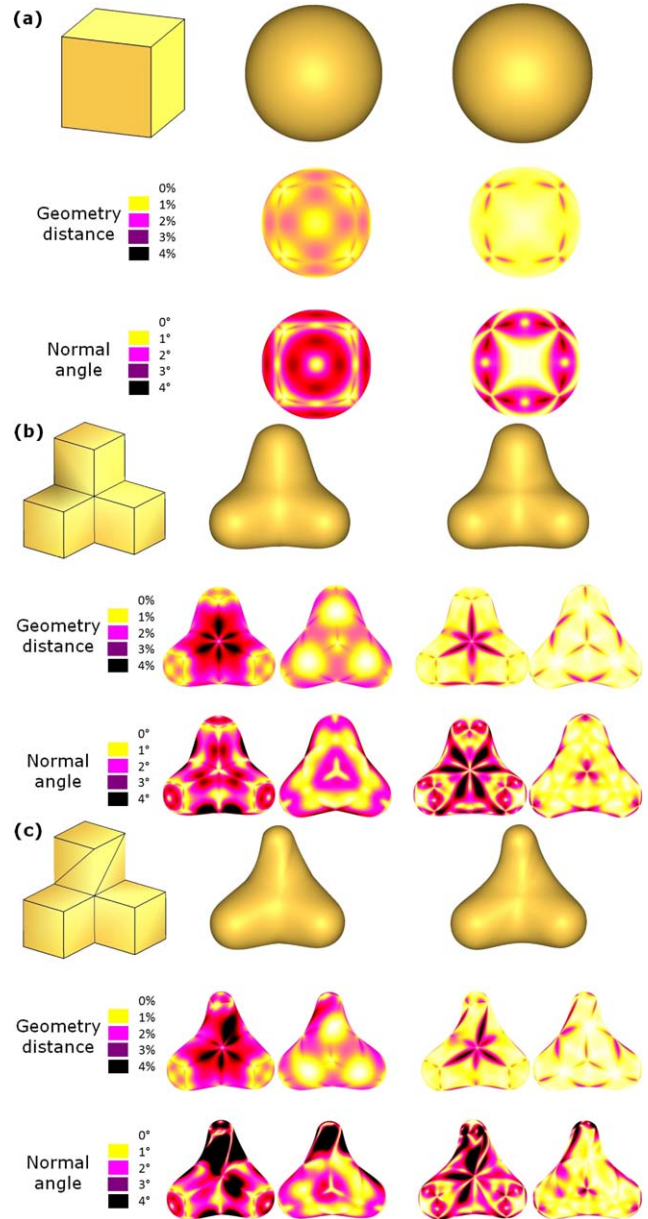 (a)
Geometry
distance
0%
1%
2%
3%
4%
Normal
angle
0°
1°
2°
3°
4°
(b)
Geometry
distance
0%
1%
2%
3%
4%
Normal
angle
0°
1°
2°
3°
4°
(c)
Geometry
distance
0%
1%
2%
3%
4%
Normal
angle
0°
1°
2°
3°
4°